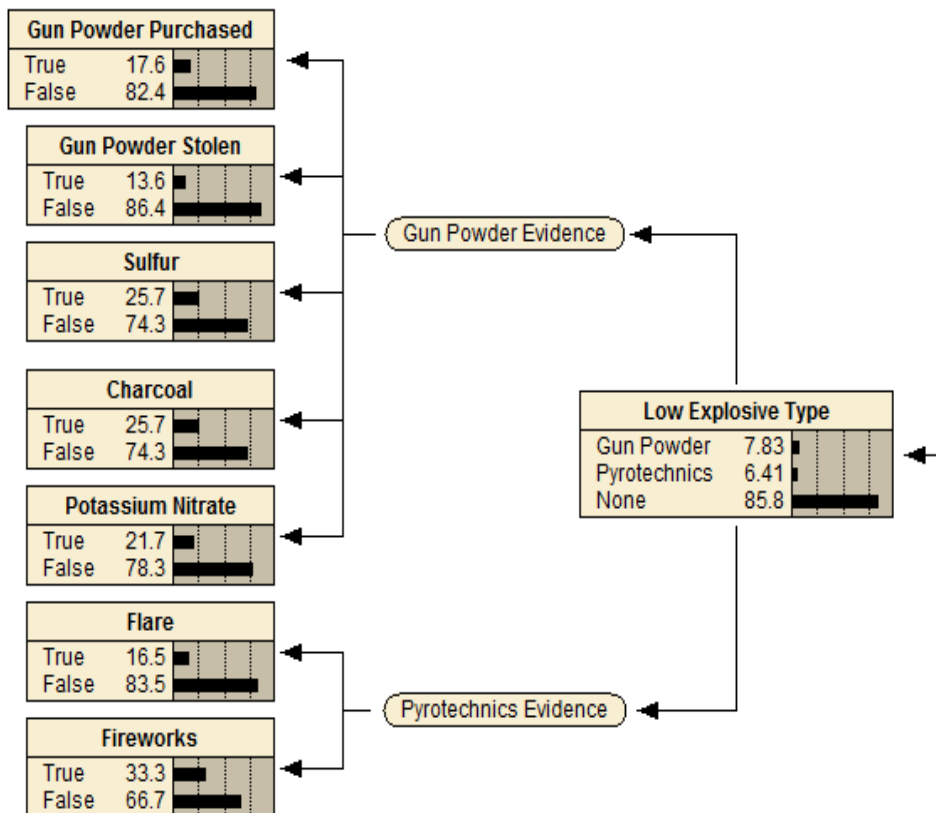 Gun Powder Purchased
True 17.6
False 82.4
Gun Powder Stolen
True 13.6
False 86.4
Sulfur
True 25.7
False 74.3
Charcoal
True 25.7
False 74.3
Potassium Nitrate
True 21.7
False 78.3
Flare
True 16.5
False 83.5
Fireworks
True 33.3
False 66.7
Gun Powder Evidence
Pyrotechnics Evidence
Low Explosive Type
Gun Powder 7.83
Pyrotechnics 6.41
None 85.8